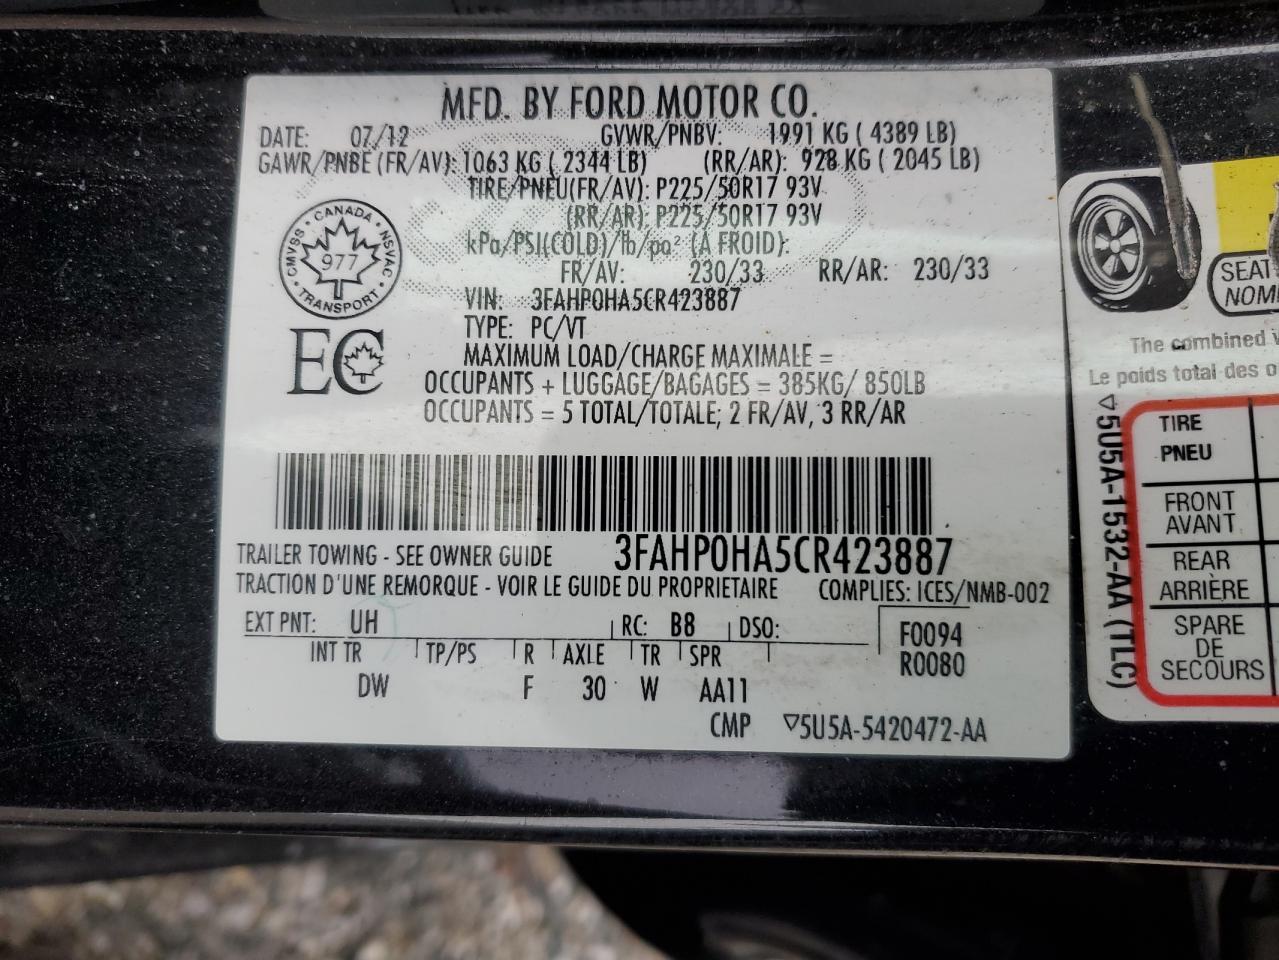 MFD. BY FORD MOTOR CO.
DATE: 07/12 GVWR/PNBV: 1991 KG ( 4389 LB)
GAWR/PNBE (FR/AV): 1063 KG ( 2344 LB) (RR/AR): 928 KG ( 2045 LB)
TIRE/PNEU(FR/AV): P225/50R17 93V
(RR/AR): P225/50R17 93V
kPa/PSI(COLD)/lb/po² (A FROID):
FR/AV: 230/33 RR/AR: 230/33
VIN: 3FAHP0HA5CR423887
TYPE: PC/VT
MAXIMUM LOAD/CHARGE MAXIMALE =
OCCUPANTS + LUGGAGE/BAGAGES = 385KG/ 850LB
OCCUPANTS = 5 TOTAL/TOTALE; 2 FR/AV, 3 RR/AR
CANADA
CMVSS · NSVAC
977
TRANSPORT
EC
3FAHP0HA5CR423887
TRAILER TOWING - SEE OWNER GUIDE
TRACTION D'UNE REMORQUE - VOIR LE GUIDE DU PROPRIETAIRE COMPLIES: ICES/NMB-002
EXT PNT: UH RC: B8 DSO: F0094
INT TR TP/PS R AXLE TR SPR R0080
DW F 30 W AA11
CMP ▽5U5A-5420472-AA
SEAT
NOM
The combined
Le poids total des
▽5U5A-1532-AA (TLC)
TIRE
PNEU
FRONT
AVANT
REAR
ARRIÈRE
SPARE
DE
SECOURS